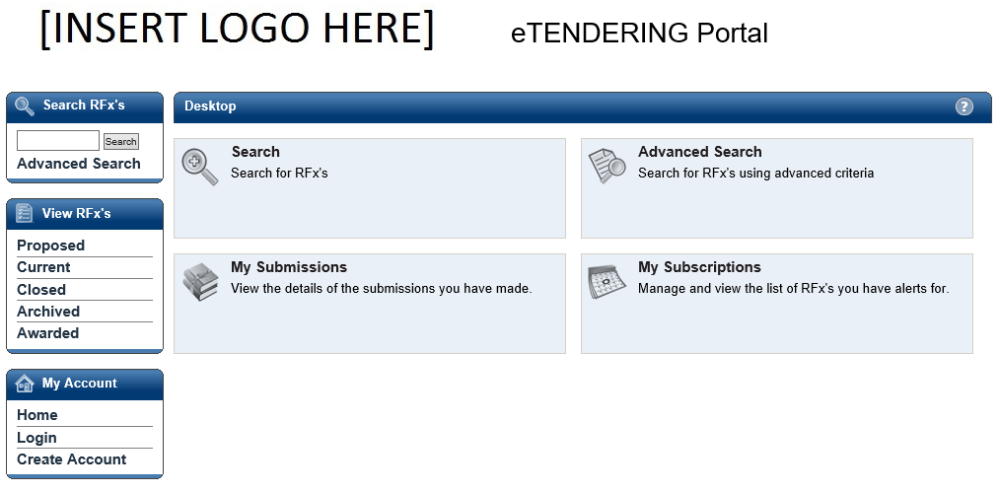 [INSERT LOGO HERE]
eTENDERING Portal
Search RFx's
Search
Advanced Search
View RFx's
Proposed
Current
Closed
Archived
Awarded
My Account
Home
Login
Create Account
Desktop
?
Search
Search for RFx's
Advanced Search
Search for RFx's using advanced criteria
My Submissions
View the details of the submissions you have made.
My Subscriptions
Manage and view the list of RFx's you have alerts for.